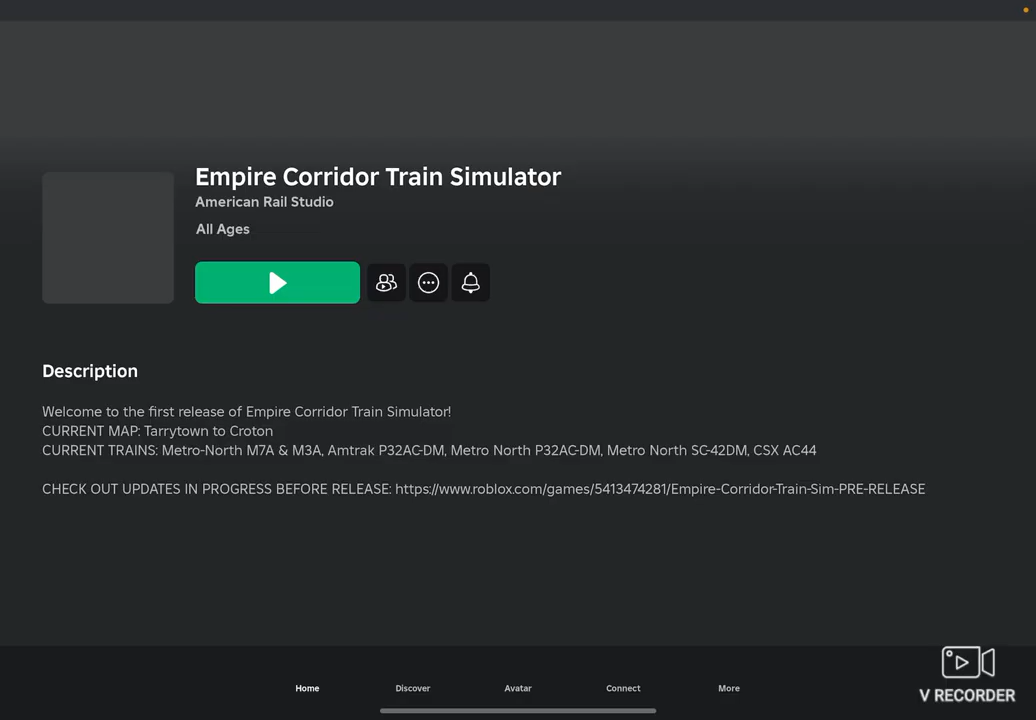 Empire Corridor Train Simulator
American Rail Studio
All Ages
Description
Welcome to the first release of Empire Corridor Train Simulator!
CURRENT MAP: Tarrytown to Croton
CURRENT TRAINS: Metro-North M7A & M3A, Amtrak P32AC-DM, Metro North P32AC-DM, Metro North SC-42DM, CSX AC44
CHECK OUT UPDATES IN PROGRESS BEFORE RELEASE: https://www.roblox.com/games/5413474281/Empire-Corridor-Train-Sim-PRE-RELEASE
Home Discover Avatar Connect More
V RECORDER